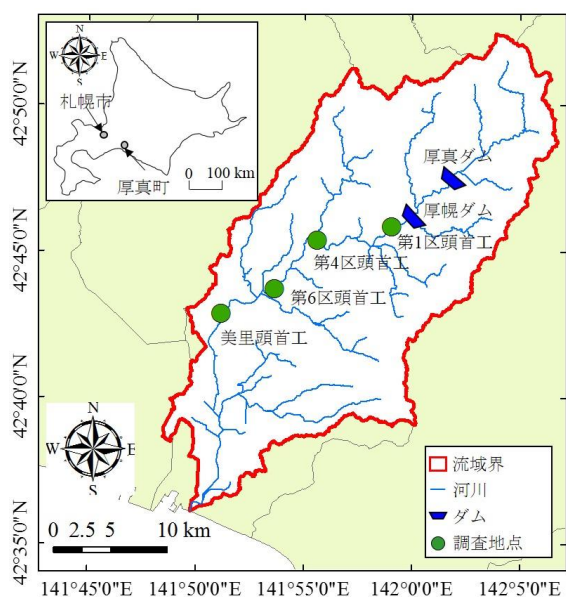 N
W
E
S
札幌市
厚真町
0 100 km
42°50'0"N
42°45'0"N
42°40'0"N
42°35'0"N
厚真ダム
厚幌ダム
第1区頭首工
第4区頭首工
第6区頭首工
美里頭首工
N
W
E
S
0 2.5 5 10 km
流域界
河川
ダム
調査地点
141°45'0"E 141°50'0"E 141°55'0"E 142°0'0"E 142°5'0"E